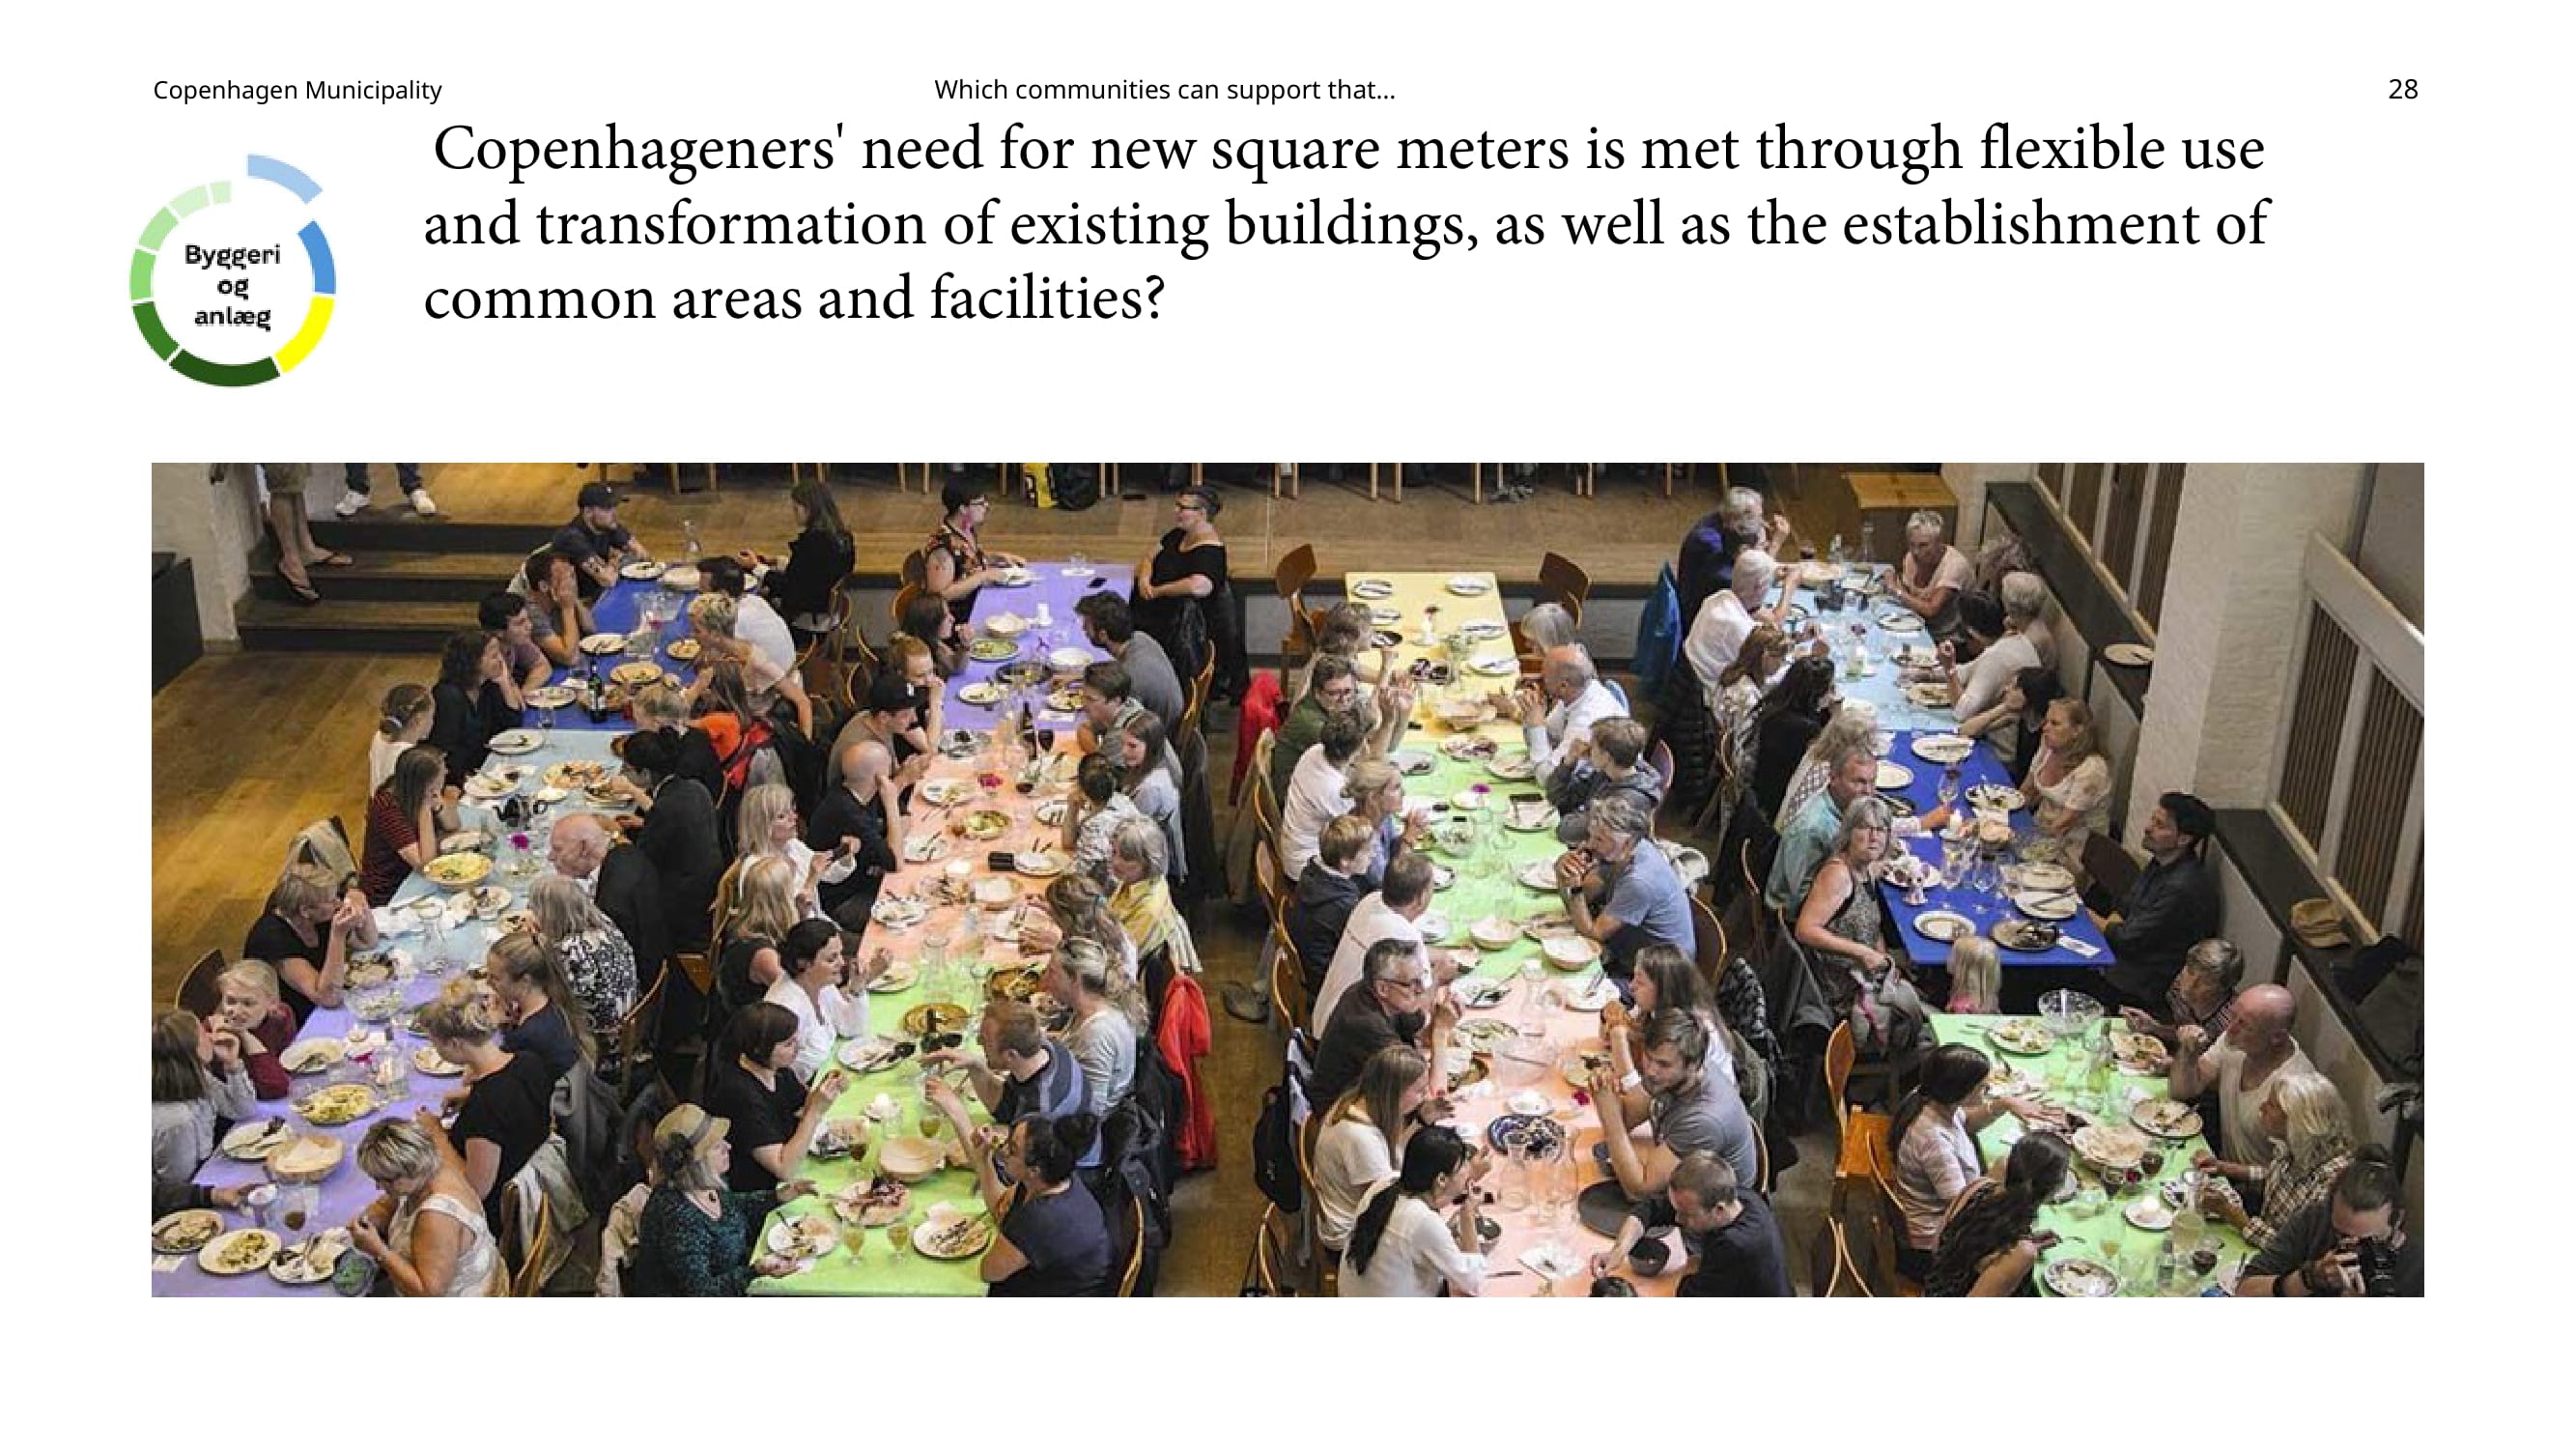 Copenhagen Municipality
Which communities can support that...
28
Copenhageners' need for new square meters is met through flexible use
and transformation of existing buildings, as well as the establishment of
common areas and facilities?
Byggeri
og
anlæg